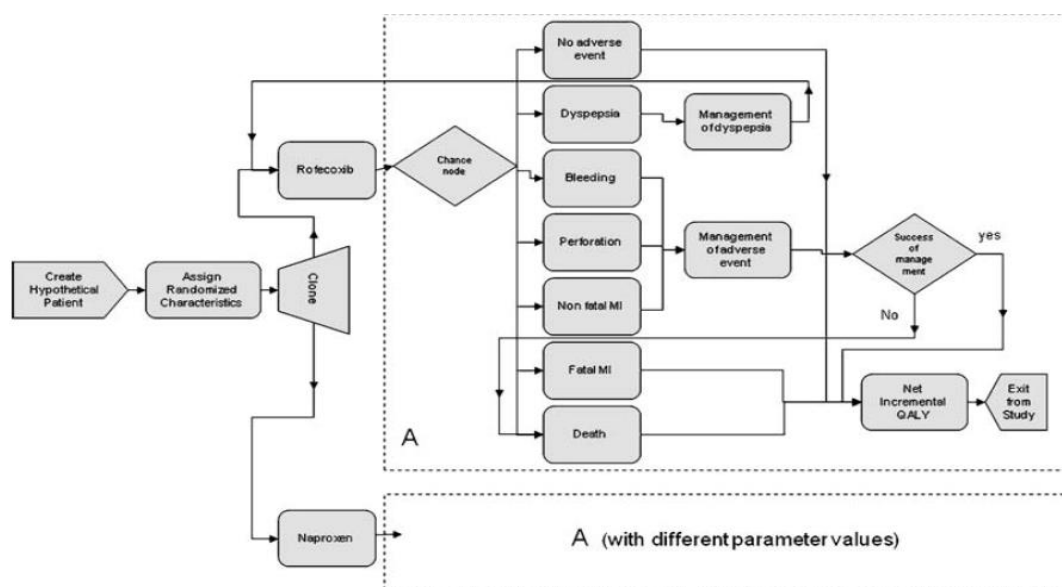 No adverse
event
Dyspepsia
Management
of dyspepsia
Rofecoxib
Chance
node
Bleeding
Perforation
Management
of adverse
event
Success
of
manage
ment
yes
Create
Hypothetical
Patient
Assign
Randomized
Characteristics
Clone
Non fatal MI
No
Fatal MI
Net
Incremental
QALY
Exit
from
Study
A
Death
Naproxen
A (with different parameter values)